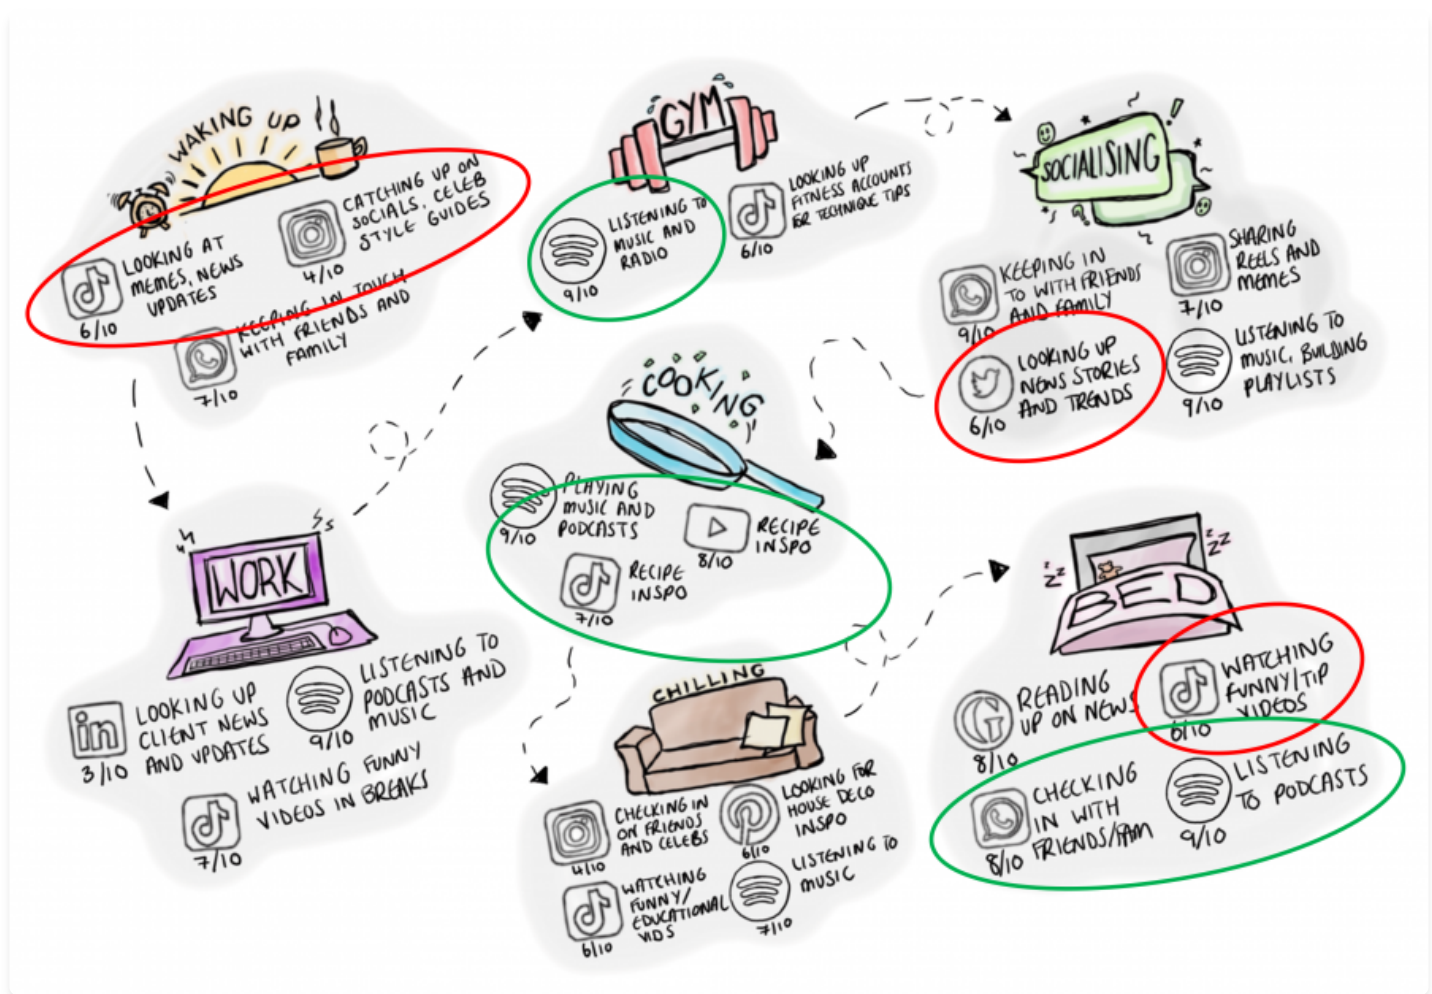 WAKING UP
CATCHING UP ON
SOCIALS, CELEB
STYLE GUIDES
4/10
LOOKING AT
MEMES, NEWS
UPDATES
6/10
KEEPING IN TOUCH
WITH FRIENDS AND
FAMILY
7/10
WORK
in
LOOKING UP
CLIENT NEWS
AND UPDATES
3/10
LISTENING TO
PODCASTS AND
MUSIC
9/10
WATCHING FUNNY
VIDEOS IN BREAKS
7/10
GYM
LISTENING TO
MUSIC AND
RADIO
9/10
LOOKING UP
FITNESS ACCOUNTS
FOR TECHNIQUE TIPS
6/10
SOCIALISING
KEEPING IN
TO WITH FRIENDS
AND FAMILY
9/10
SHARING
REELS AND
MEMES
7/10
LOOKING UP
NEWS STORIES
AND TRENDS
6/10
LISTENING TO
MUSIC, BUILDING
PLAYLISTS
9/10
COOKING
PLAYING
MUSIC AND
PODCASTS
9/10
RECIPE
INSPO
8/10
RECIPE
INSPO
7/10
CHILLING
CHECKING IN
ON FRIENDS
AND CELEBS
4/10
LOOKING FOR
HOUSE DECO
INSPO
6/10
WATCHING
FUNNY/
EDUCATIONAL
VIDS
6/10
LISTENING TO
MUSIC
7/10
zzz
zzz
BED
G
READING
UP ON NEWS
8/10
WATCHING
FUNNY/TIP
VIDEOS
6/10
CHECKING
IN WITH
FRIENDS/FAM
8/10
LISTENING
TO PODCASTS
9/10